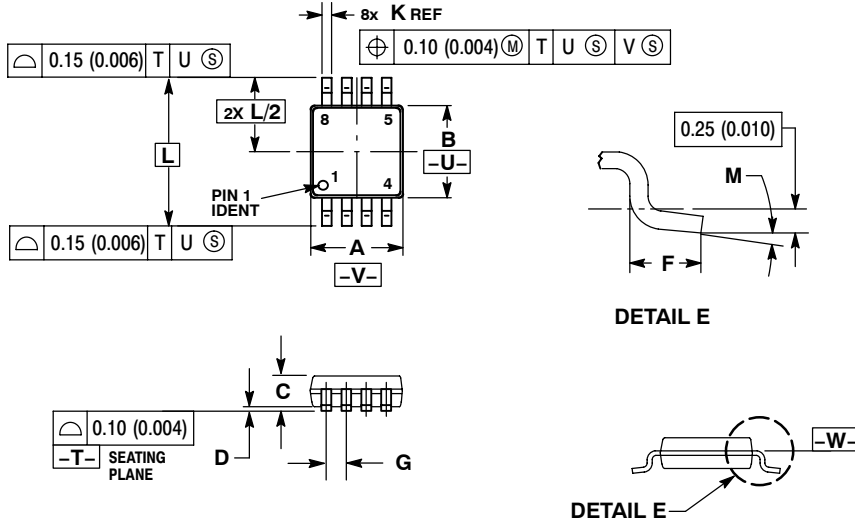 8x K REF
⌖ 0.10 (0.004) Ⓜ T U Ⓢ V Ⓢ
⌓ 0.15 (0.006) T U Ⓢ
2X L/2
8 5
B
–U–
L
1
4
PIN 1
IDENT
⌓ 0.15 (0.006) T U Ⓢ
A
–V–
0.25 (0.010)
M
F
DETAIL E
C
⌓ 0.10 (0.004)
–T– SEATING
PLANE
D
G
–W–
DETAIL E